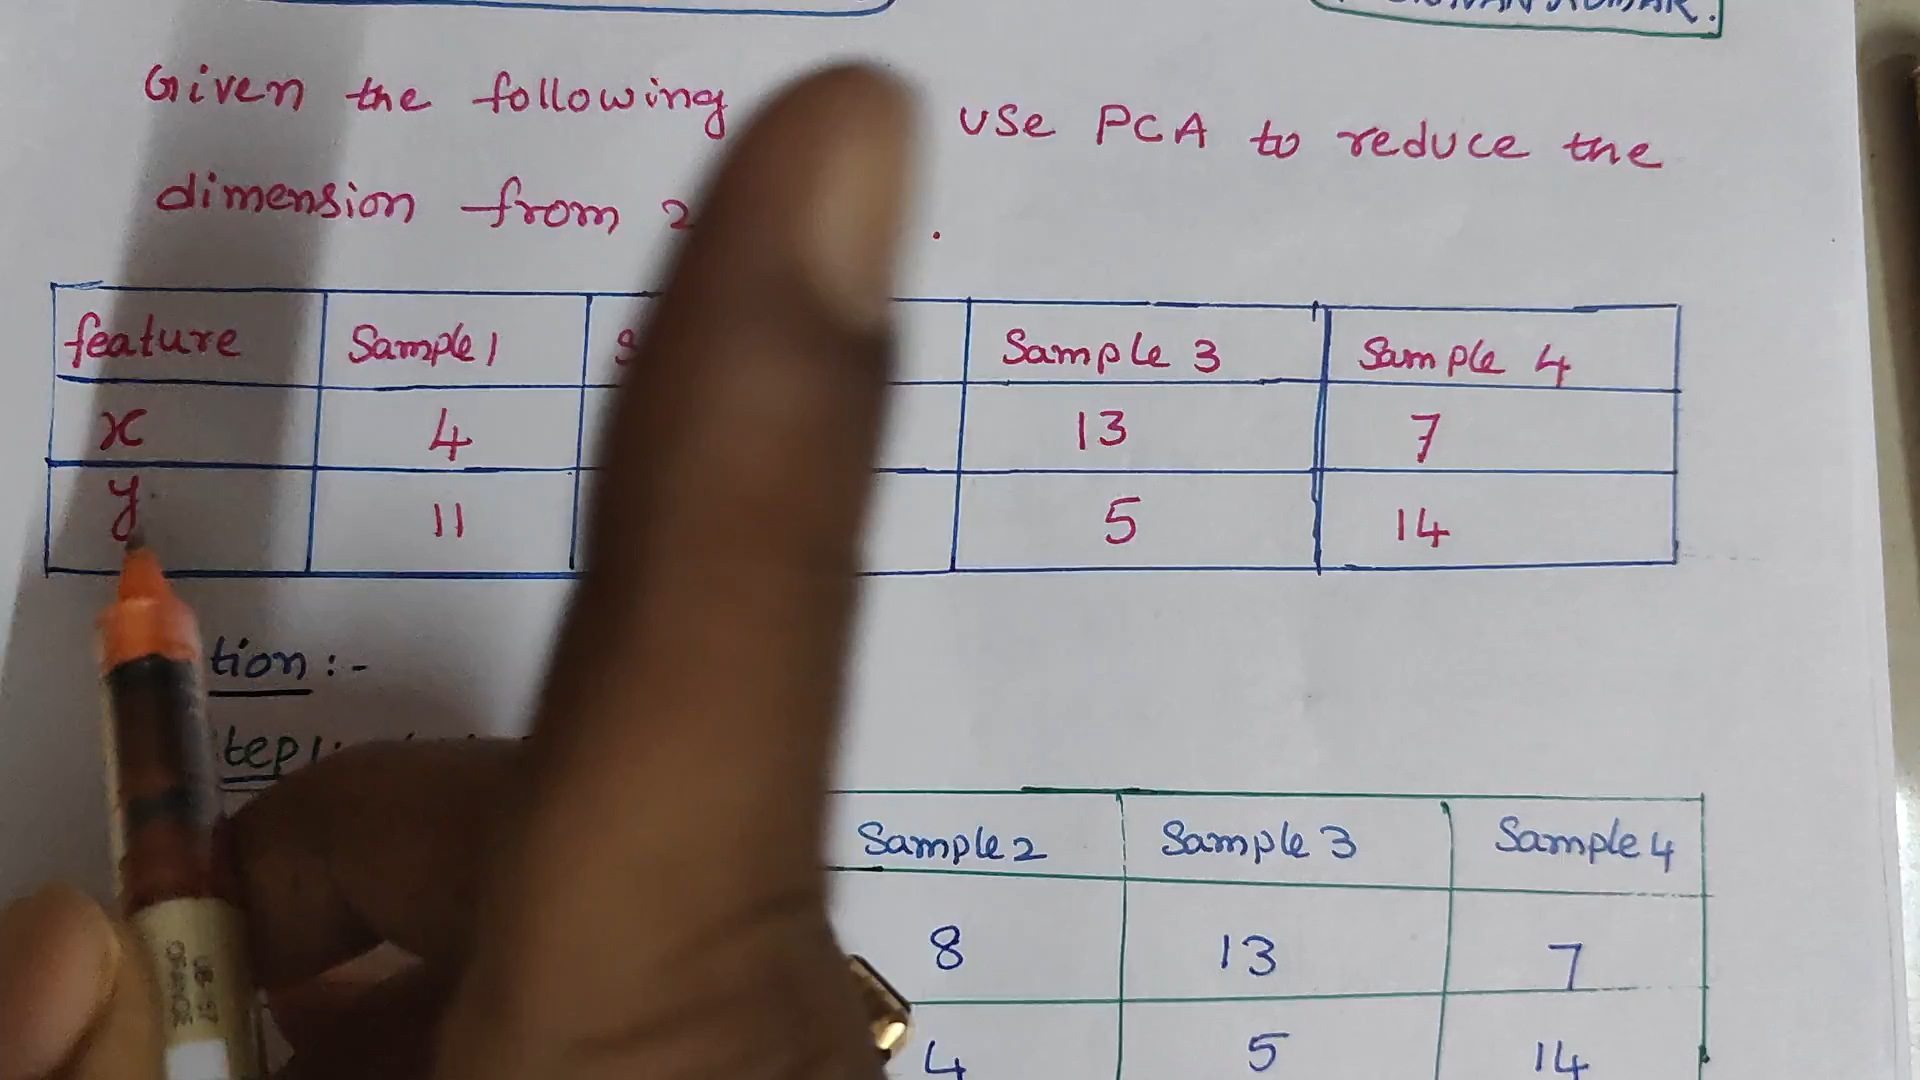 Given the following use PCA to reduce the
dimension from 2 .
feature Sample 1 Sample 3 Sample 4
x 4 13 7
y 11 5 14
tion :-
tep1:
Sample 2 Sample 3 Sample 4
8 13 7
4 5 14